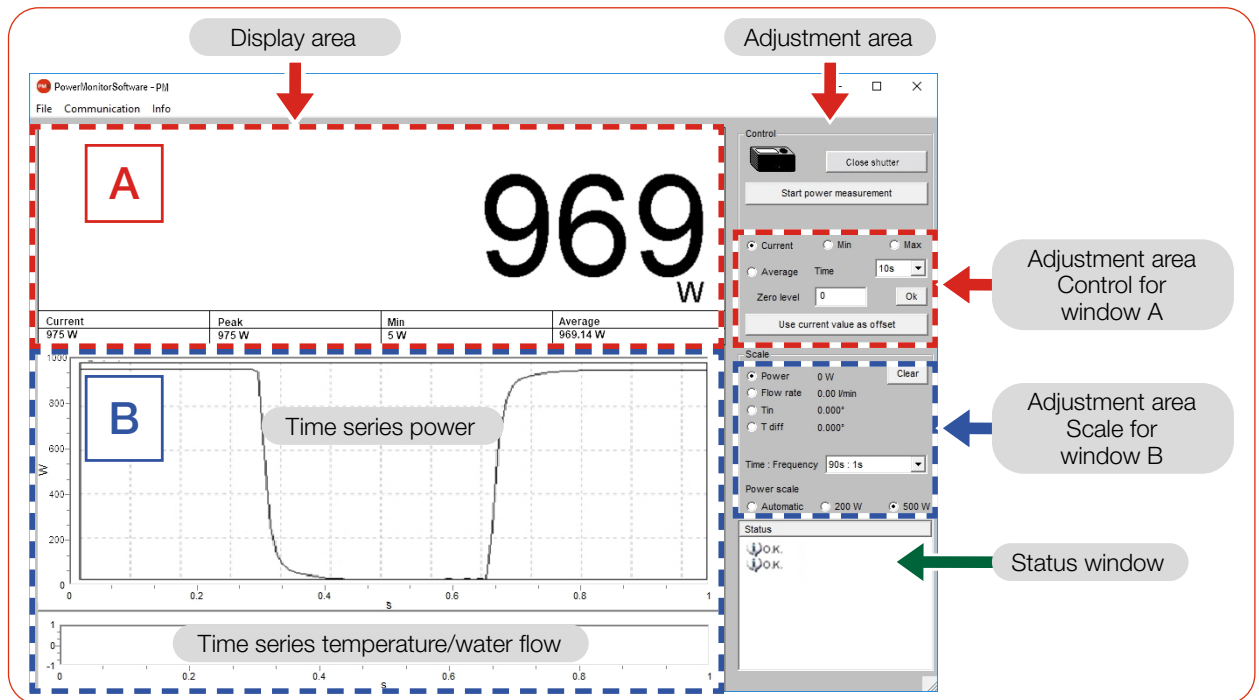 Display area
Adjustment area
PM PowerMonitorSoftware - PM
File Communication Info
A
969
W
Current Peak Min Average
975 W 975 W 5 W 969.14 W
Control
Close shutter
Start power measurement
Current Min Max
Average Time 10s
Zero level 0 Ok
Use current value as offset
Adjustment area
Control for
window A
B
Time series power
1000
800
600
400
200
0
W
0 0.2 0.4 0.6 0.8 1
s
Time series temperature/water flow
1
0
-1
0 0.2 0.4 0.6 0.8 1
s
Scale
Power 0 W Clear
Flow rate 0.00 l/min
Tin 0.000°
T diff 0.000°
Time : Frequency 90s : 1s
Power scale
Automatic 200 W 500 W
Adjustment area
Scale for
window B
Status
OK.
OK.
Status window